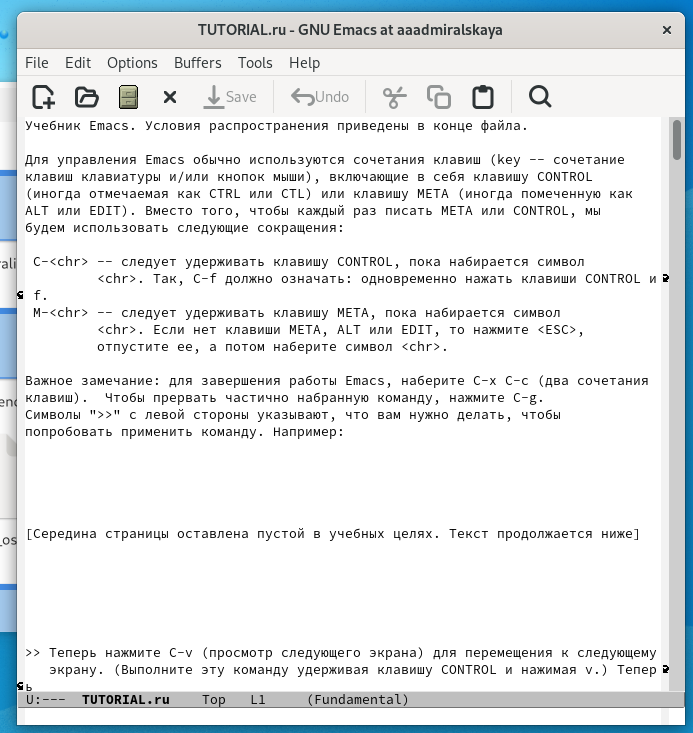 TUTORIAL.ru - GNU Emacs at aaadmiralskaya
File Edit Options Buffers Tools Help
Save Undo
Учебник Emacs. Условия распространения приведены в конце файла.
Для управления Emacs обычно используются сочетания клавиш (key -- сочетание
клавиш клавиатуры и/или кнопок мыши), включающие в себя клавишу CONTROL
(иногда отмечаемая как CTRL или CTL) или клавишу META (иногда помеченную как
ALT или EDIT). Вместо того, чтобы каждый раз писать META или CONTROL, мы
будем использовать следующие сокращения:
C-<chr> -- следует удерживать клавишу CONTROL, пока набирается символ
<chr>. Так, C-f должно означать: одновременно нажать клавиши CONTROL и
f.
M-<chr> -- следует удерживать клавишу META, пока набирается символ
<chr>. Если нет клавиши META, ALT или EDIT, то нажмите <ESC>,
отпустите ее, а потом наберите символ <chr>.
Важное замечание: для завершения работы Emacs, наберите C-x C-c (два сочетания
клавиш).  Чтобы прервать частично набранную команду, нажмите C-g.
Символы ">>" с левой стороны указывают, что вам нужно делать, чтобы
попробовать применить команду. Например:
[Середина страницы оставлена пустой в учебных целях. Текст продолжается ниже]
>> Теперь нажмите C-v (просмотр следующего экрана) для перемещения к следующему
экрану. (Выполните эту команду удерживая клавишу CONTROL и нажимая v.) Тепер
ь
U:--- TUTORIAL.ru Top L1 (Fundamental)